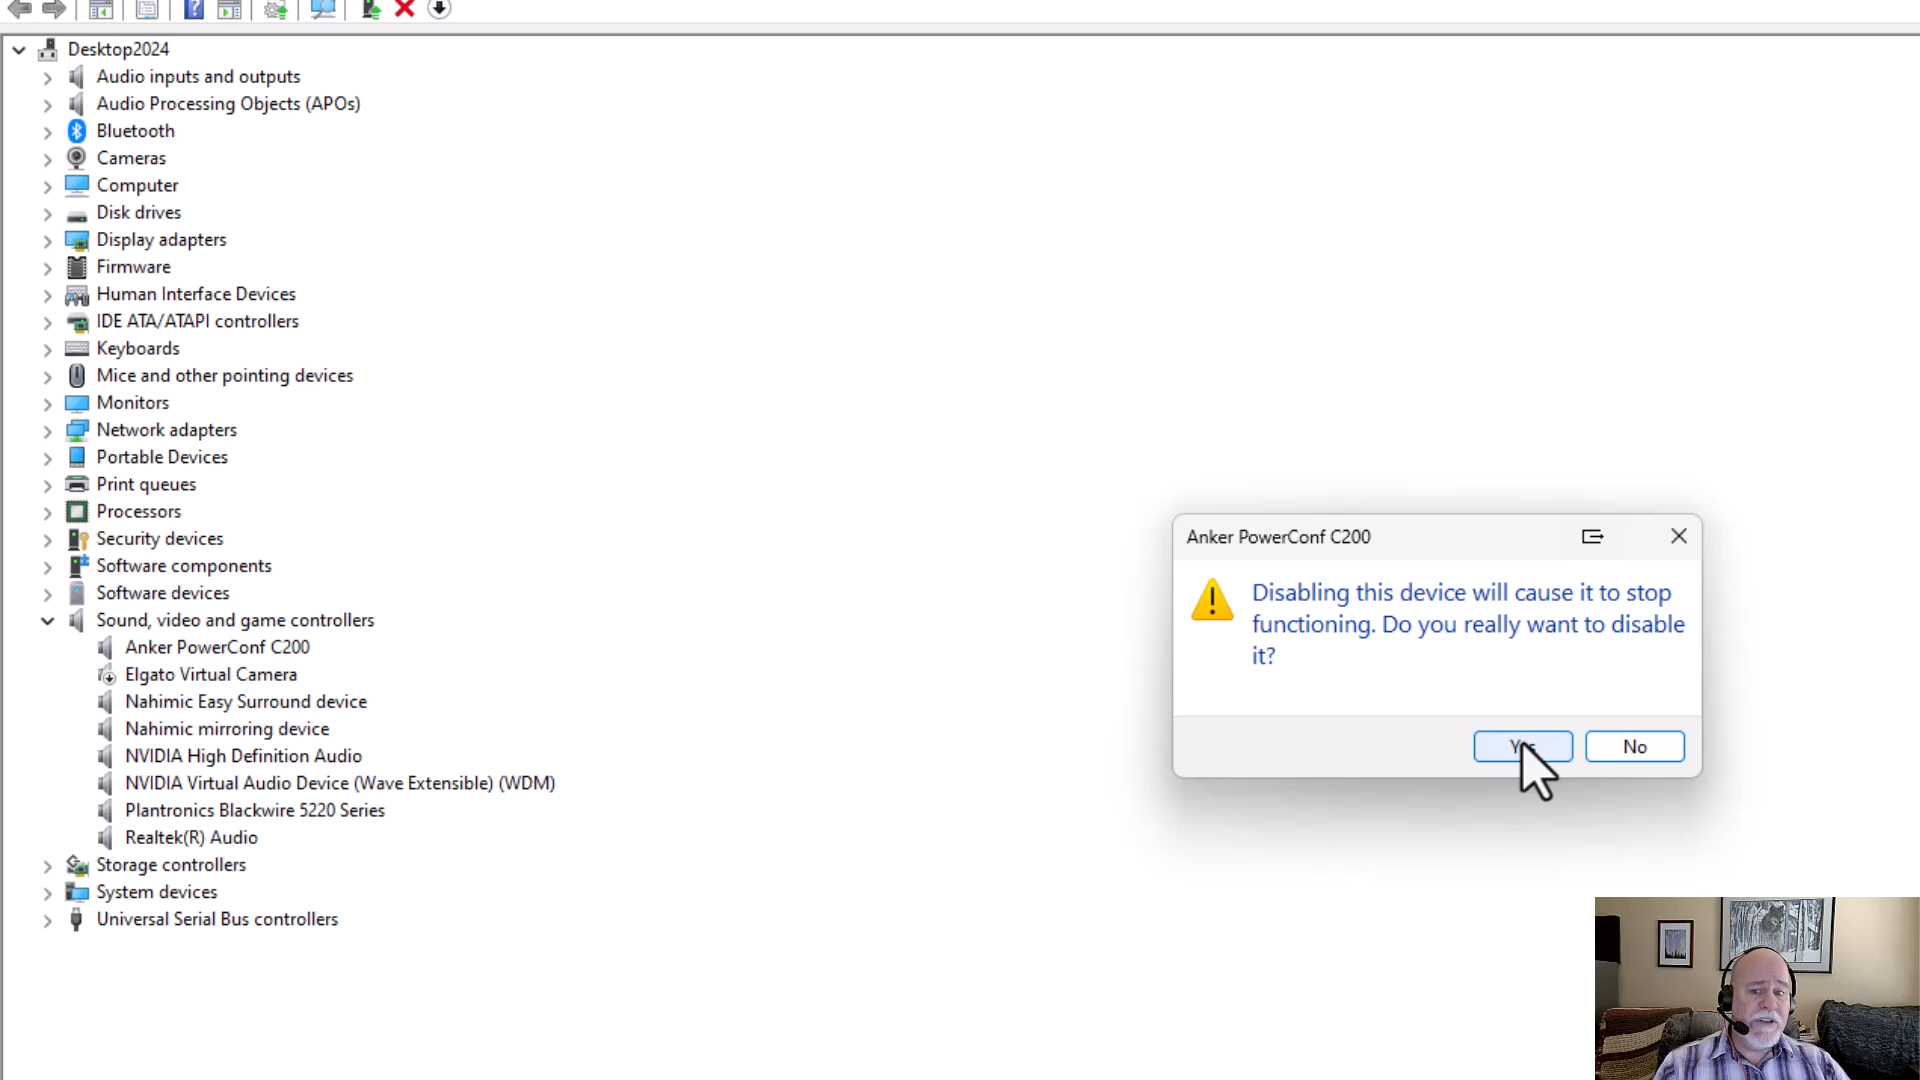 Desktop2024
Audio inputs and outputs
Audio Processing Objects (APOs)
Bluetooth
Cameras
Computer
Disk drives
Display adapters
Firmware
Human Interface Devices
IDE ATA/ATAPI controllers
Keyboards
Mice and other pointing devices
Monitors
Network adapters
Portable Devices
Print queues
Processors
Security devices
Software components
Software devices
Sound, video and game controllers
Anker PowerConf C200
Elgato Virtual Camera
Nahimic Easy Surround device
Nahimic mirroring device
NVIDIA High Definition Audio
NVIDIA Virtual Audio Device (Wave Extensible) (WDM)
Plantronics Blackwire 5220 Series
Realtek(R) Audio
Storage controllers
System devices
Universal Serial Bus controllers
Anker PowerConf C200
Disabling this device will cause it to stop
functioning. Do you really want to disable
it?
Yes
No